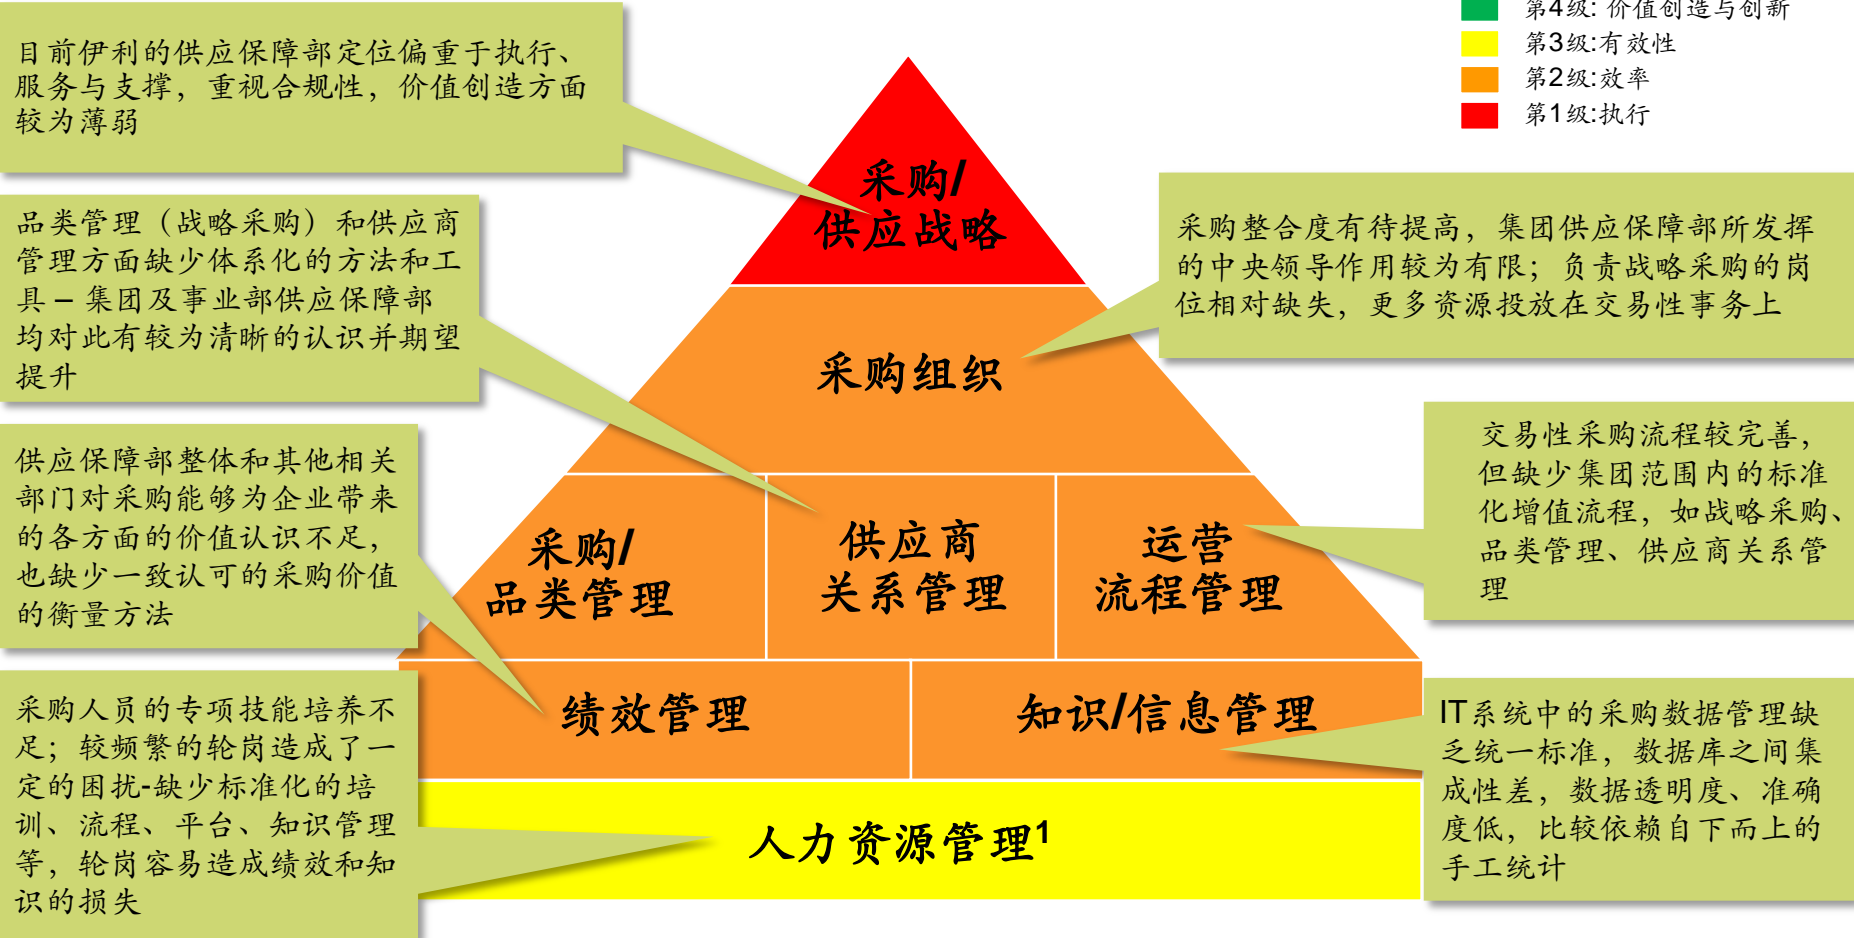 第4级: 价值创造与创新
第3级:有效性
第2级:效率
第1级:执行
目前伊利的供应保障部定位偏重于执行、
服务与支撑，重视合规性，价值创造方面
较为薄弱
采购/
供应战略
品类管理（战略采购）和供应商
管理方面缺少体系化的方法和工
具 – 集团及事业部供应保障部
均对此有较为清晰的认识并期望
提升
采购整合度有待提高，集团供应保障部所发挥
的中央领导作用较为有限；负责战略采购的岗
位相对缺失，更多资源投放在交易性事务上
采购组织
供应保障部整体和其他相关
部门对采购能够为企业带来
的各方面的价值认识不足，
也缺少一致认可的采购价值
的衡量方法
采购/
品类管理
供应商
关系管理
运营
流程管理
交易性采购流程较完善，
但缺少集团范围内的标准
化增值流程，如战略采购、
品类管理、供应商关系管
理
绩效管理
知识/信息管理
采购人员的专项技能培养不
足；较频繁的轮岗造成了一
定的困扰-缺少标准化的培
训、流程、平台、知识管理
等，轮岗容易造成绩效和知
识的损失
人力资源管理1
IT系统中的采购数据管理缺
乏统一标准，数据库之间集
成性差，数据透明度、准确
度低，比较依赖自下而上的
手工统计